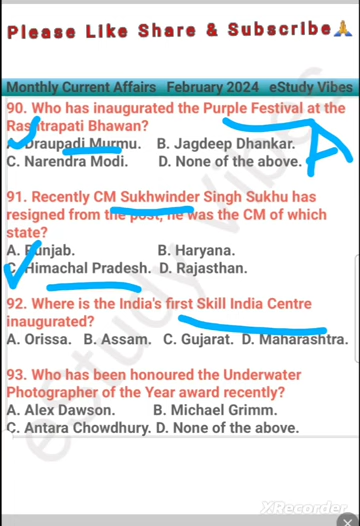 Please Like Share & Subscribe🙏
Monthly Current Affairs February 2024 eStudy Vibes
90. Who has inaugurated the Purple Festival at the
Rashtrapati Bhawan?
A. Draupadi Murmu. B. Jagdeep Dhankar.
C. Narendra Modi. D. None of the above.
A
91. Recently CM Sukhwinder Singh Sukhu has
resigned from the post, he was the CM of which
state?
A. Punjab. B. Haryana.
C. Himachal Pradesh. D. Rajasthan.
92. Where is the India's first Skill India Centre
inaugurated?
A. Orissa. B. Assam. C. Gujarat. D. Maharashtra.
93. Who has been honoured the Underwater
Photographer of the Year award recently?
A. Alex Dawson. B. Michael Grimm.
C. Antara Chowdhury. D. None of the above.
eStudy Vibes
XRecorder